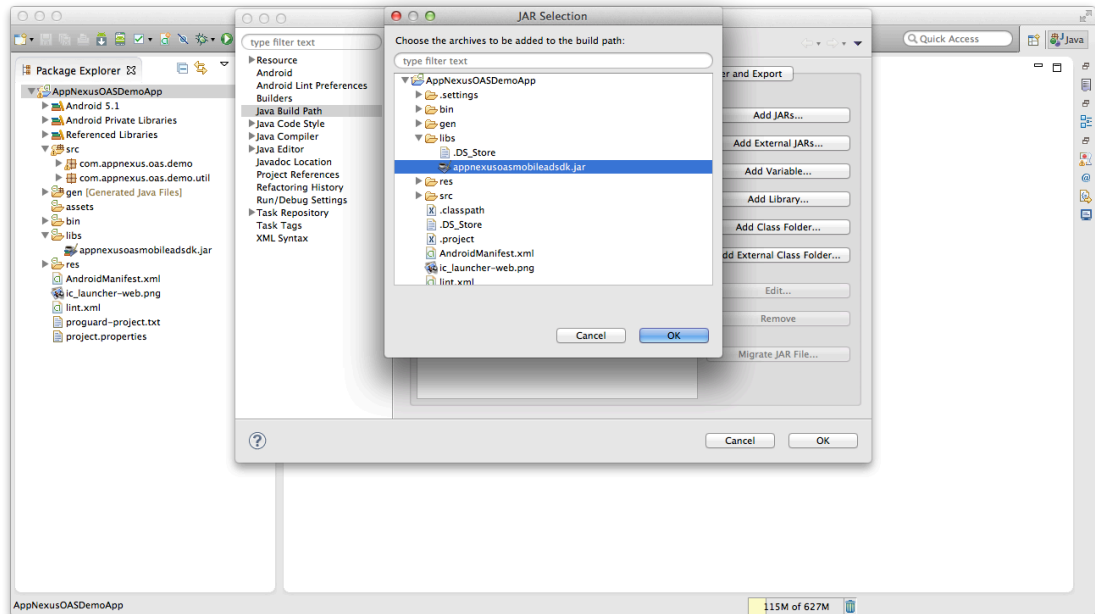 JAR Selection
Quick Access
Java
Package Explorer
AppNexusOASDemoApp
Android 5.1
Android Private Libraries
Referenced Libraries
src
com.appnexus.oas.demo
com.appnexus.oas.demo.util
gen [Generated Java Files]
assets
bin
libs
appnexusoasmobileadsdk.jar
res
AndroidManifest.xml
ic_launcher-web.png
lint.xml
proguard-project.txt
project.properties
type filter text
Resource
Android
Android Lint Preferences
Builders
Java Build Path
Java Code Style
Java Compiler
Java Editor
Javadoc Location
Project References
Refactoring History
Run/Debug Settings
Task Repository
Task Tags
XML Syntax
Choose the archives to be added to the build path:
type filter text
AppNexusOASDemoApp
.settings
bin
gen
libs
.DS_Store
appnexusoasmobileadsdk.jar
res
src
.classpath
.DS_Store
.project
AndroidManifest.xml
ic_launcher-web.png
lint.xml
Cancel OK
er and Export
Add JARs...
Add External JARs...
Add Variable...
Add Library...
Add Class Folder...
dd External Class Folder...
Edit...
Remove
Migrate JAR File...
Cancel OK
AppNexusOASDemoApp
115M of 627M